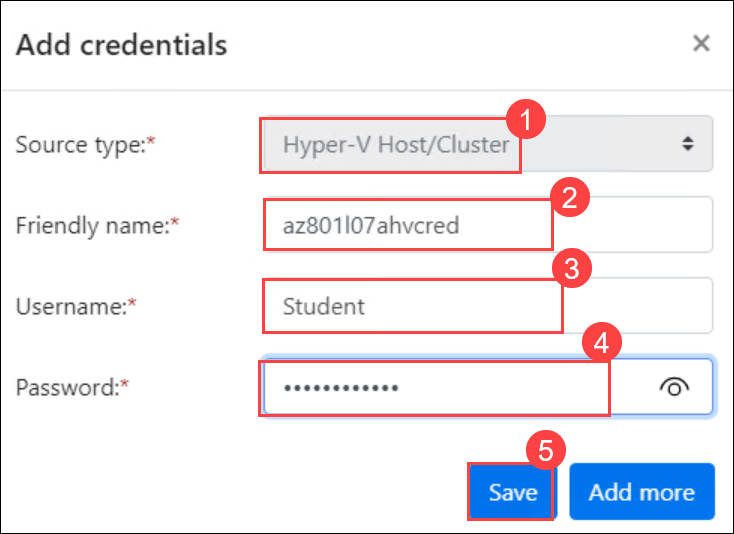 Add credentials ×
1
Source type:* Hyper-V Host/Cluster
2
Friendly name:* az801l07ahvcred
3
Username:* Student
4
Password:* ••••••••••••
5
Save Add more